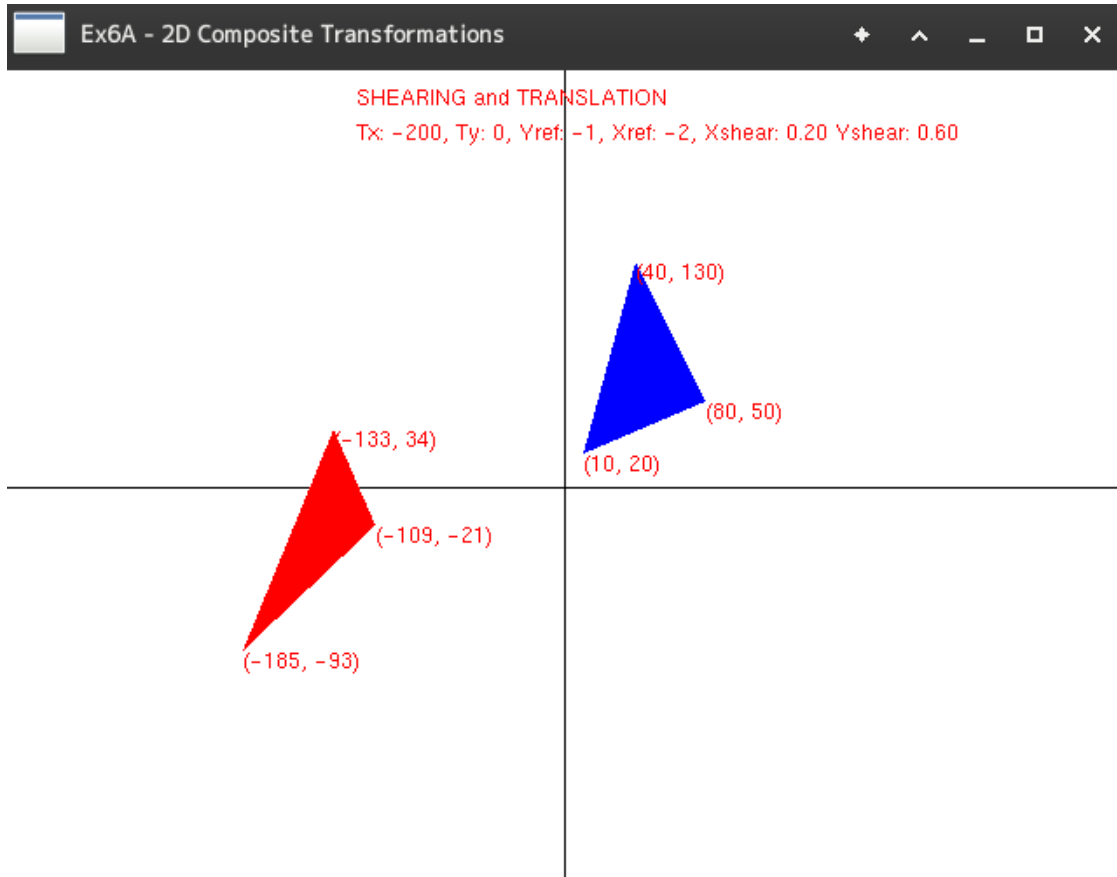 Ex6A - 2D Composite Transformations
SHEARING and TRANSLATION
Tx: -200, Ty: 0, Yref: -1, Xref: -2, Xshear: 0.20 Yshear: 0.60
(40, 130)
(80, 50)
(-133, 34)
(10, 20)
(-109, -21)
(-185, -93)